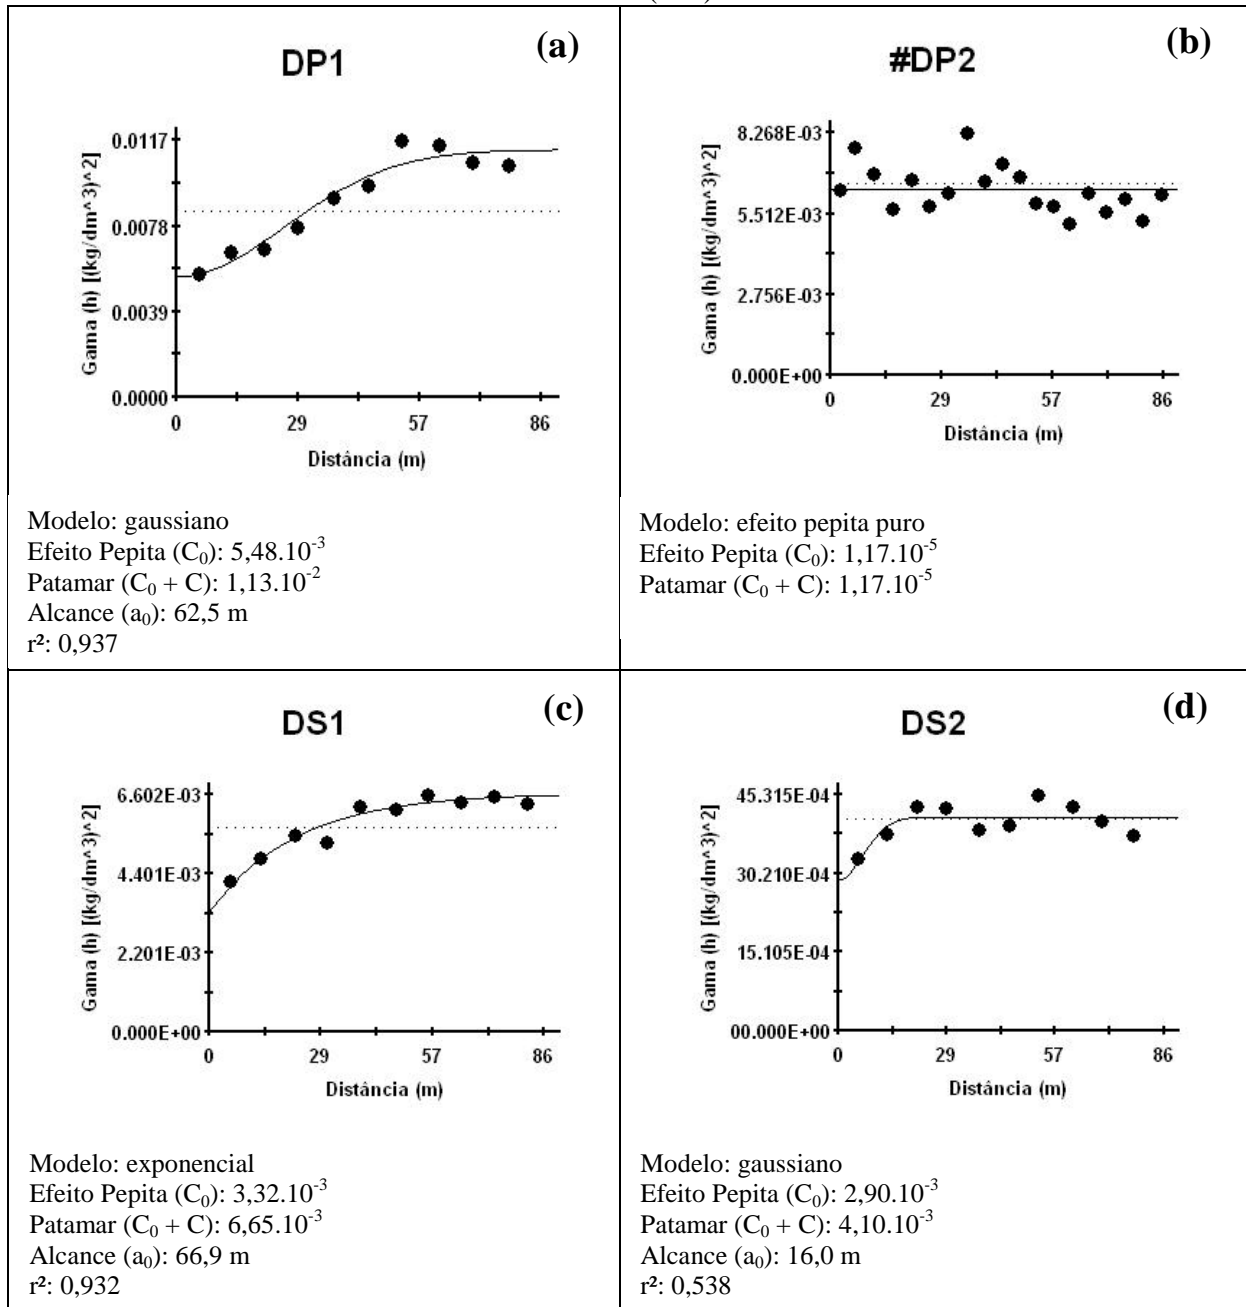 (a)
DP1
Gama (h) [(kg/dm^3)^2]
0.0117
0.0078
0.0039
0.0000
0 29 57 86
Distância (m)
Modelo: gaussiano
Efeito Pepita (C0): 5,48.10-3
Patamar (C0 + C): 1,13.10-2
Alcance (a0): 62,5 m
r²: 0,937
(b)
#DP2
Gama (h) [(kg/dm^3)^2]
8.268E-03
5.512E-03
2.756E-03
0.000E+00
0 29 57 86
Distância (m)
Modelo: efeito pepita puro
Efeito Pepita (C0): 1,17.10-5
Patamar (C0 + C): 1,17.10-5
(c)
DS1
Gama (h) [(kg/dm^3)^2]
6.602E-03
4.401E-03
2.201E-03
0.000E+00
0 29 57 86
Distância (m)
Modelo: exponencial
Efeito Pepita (C0): 3,32.10-3
Patamar (C0 + C): 6,65.10-3
Alcance (a0): 66,9 m
r²: 0,932
(d)
DS2
Gama (h) [(kg/dm^3)^2]
45.315E-04
30.210E-04
15.105E-04
00.000E+00
0 29 57 86
Distância (m)
Modelo: gaussiano
Efeito Pepita (C0): 2,90.10-3
Patamar (C0 + C): 4,10.10-3
Alcance (a0): 16,0 m
r²: 0,538